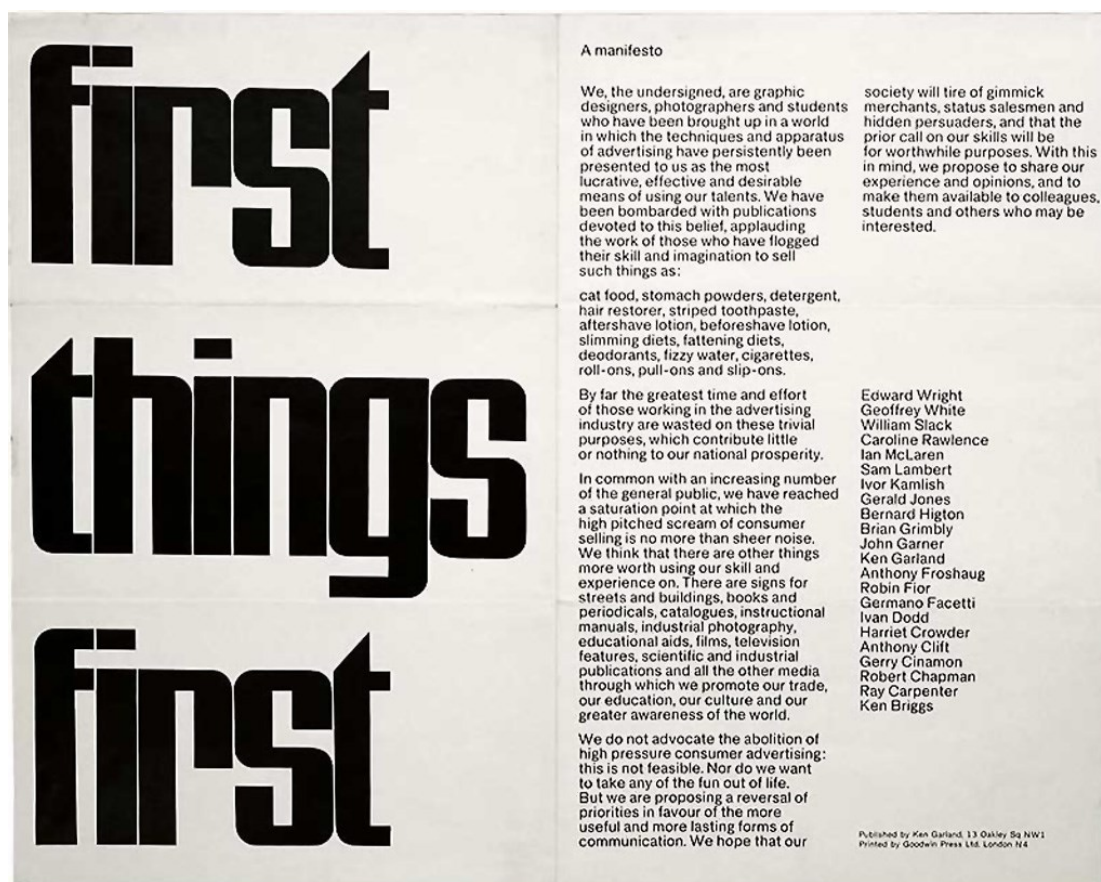 first
things
first
A manifesto
We, the undersigned, are graphic
designers, photographers and students
who have been brought up in a world
in which the techniques and apparatus
of advertising have persistently been
presented to us as the most
lucrative, effective and desirable
means of using our talents. We have
been bombarded with publications
devoted to this belief, applauding
the work of those who have flogged
their skill and imagination to sell
such things as:
cat food, stomach powders, detergent,
hair restorer, striped toothpaste,
aftershave lotion, beforeshave lotion,
slimming diets, fattening diets,
deodorants, fizzy water, cigarettes,
roll-ons, pull-ons and slip-ons.
By far the greatest time and effort
of those working in the advertising
industry are wasted on these trivial
purposes, which contribute little
or nothing to our national prosperity.
In common with an increasing number
of the general public, we have reached
a saturation point at which the
high pitched scream of consumer
selling is no more than sheer noise.
We think that there are other things
more worth using our skill and
experience on. There are signs for
streets and buildings, books and
periodicals, catalogues, instructional
manuals, industrial photography,
educational aids, films, television
features, scientific and industrial
publications and all the other media
through which we promote our trade,
our education, our culture and our
greater awareness of the world.
We do not advocate the abolition of
high pressure consumer advertising:
this is not feasible. Nor do we want
to take any of the fun out of life.
But we are proposing a reversal of
priorities in favour of the more
useful and more lasting forms of
communication. We hope that our
society will tire of gimmick
merchants, status salesmen and
hidden persuaders, and that the
prior call on our skills will be
for worthwhile purposes. With this
in mind, we propose to share our
experience and opinions, and to
make them available to colleagues,
students and others who may be
interested.
Edward Wright
Geoffrey White
William Slack
Caroline Rawlence
Ian McLaren
Sam Lambert
Ivor Kamlish
Gerald Jones
Bernard Higton
Brian Grimbly
John Garner
Ken Garland
Anthony Froshaug
Robin Fior
Germano Facetti
Ivan Dodd
Harriet Crowder
Anthony Clift
Gerry Cinamon
Robert Chapman
Ray Carpenter
Ken Briggs
Published by Ken Garland, 13 Oakley Sq NW1
Printed by Goodwin Press Ltd. London N4